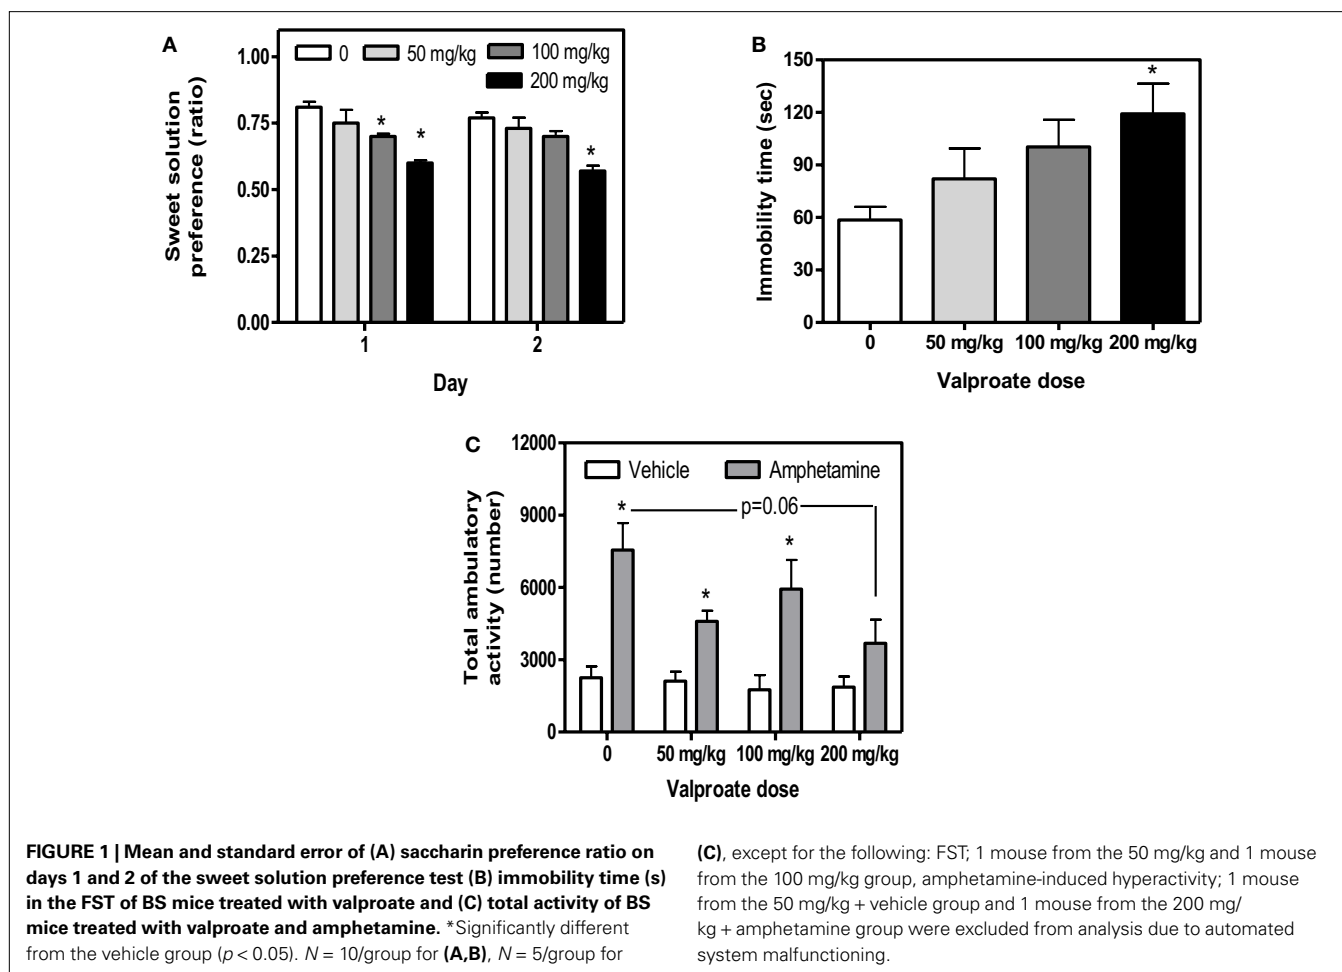 A
Sweet solution
preference (ratio)
1.00
0.75
0.50
0.25
0.00
0
50 mg/kg
100 mg/kg
200 mg/kg
*
*
*
1
2
Day
B
Immobility time (sec)
150
120
90
60
30
0
*
0
50 mg/kg
100 mg/kg
200 mg/kg
Valproate dose
C
Total ambulatory
activity (number)
12000
9000
6000
3000
0
Vehicle
Amphetamine
*
p=0.06
*
*
0
50 mg/kg
100 mg/kg
200 mg/kg
Valproate dose
FIGURE 1 | Mean and standard error of (A) saccharin preference ratio on
days 1 and 2 of the sweet solution preference test (B) immobility time (s)
in the FST of BS mice treated with valproate and (C) total activity of BS
mice treated with valproate and amphetamine. *Significantly different
from the vehicle group (p < 0.05). N = 10/group for (A,B), N = 5/group for
(C), except for the following: FST; 1 mouse from the 50 mg/kg and 1 mouse
from the 100 mg/kg group, amphetamine-induced hyperactivity; 1 mouse
from the 50 mg/kg + vehicle group and 1 mouse from the 200 mg/
kg + amphetamine group were excluded from analysis due to automated
system malfunctioning.